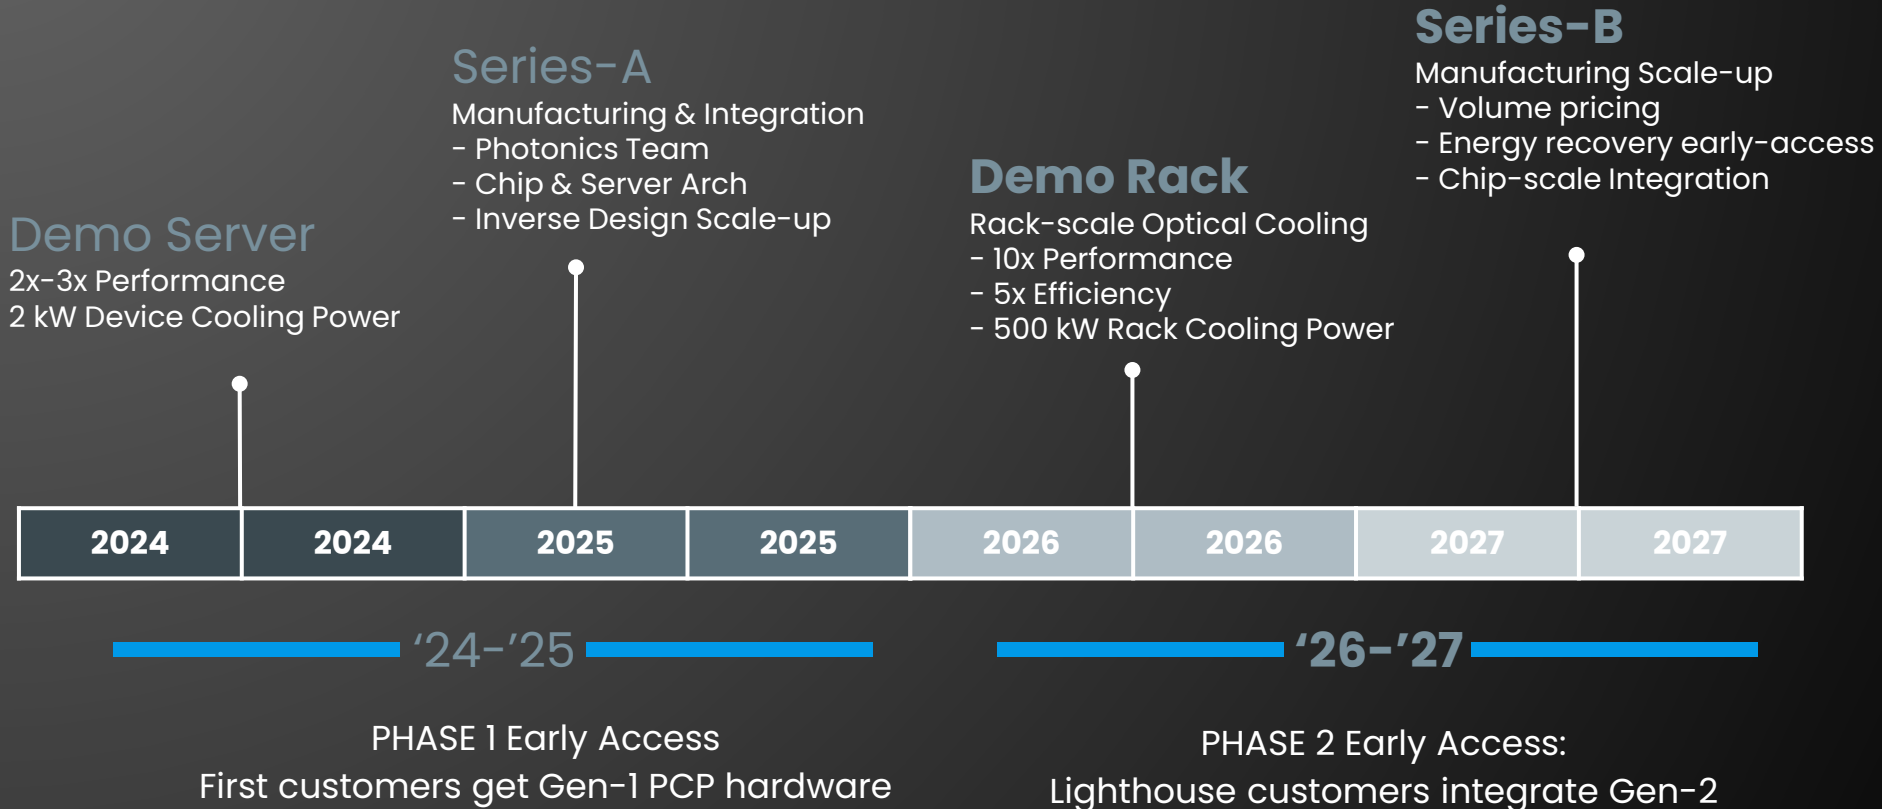 Demo Server
2x-3x Performance
2 kW Device Cooling Power
Series-A
Manufacturing & Integration
- Photonics Team
- Chip & Server Arch
- Inverse Design Scale-up
Demo Rack
Rack-scale Optical Cooling
- 10x Performance
- 5x Efficiency
- 500 kW Rack Cooling Power
Series-B
Manufacturing Scale-up
- Volume pricing
- Energy recovery early-access
- Chip-scale Integration
2024 2024 2025 2025 2026 2026 2027 2027
‘24-’25
PHASE 1 Early Access
First customers get Gen-1 PCP hardware
‘26-’27
PHASE 2 Early Access:
Lighthouse customers integrate Gen-2